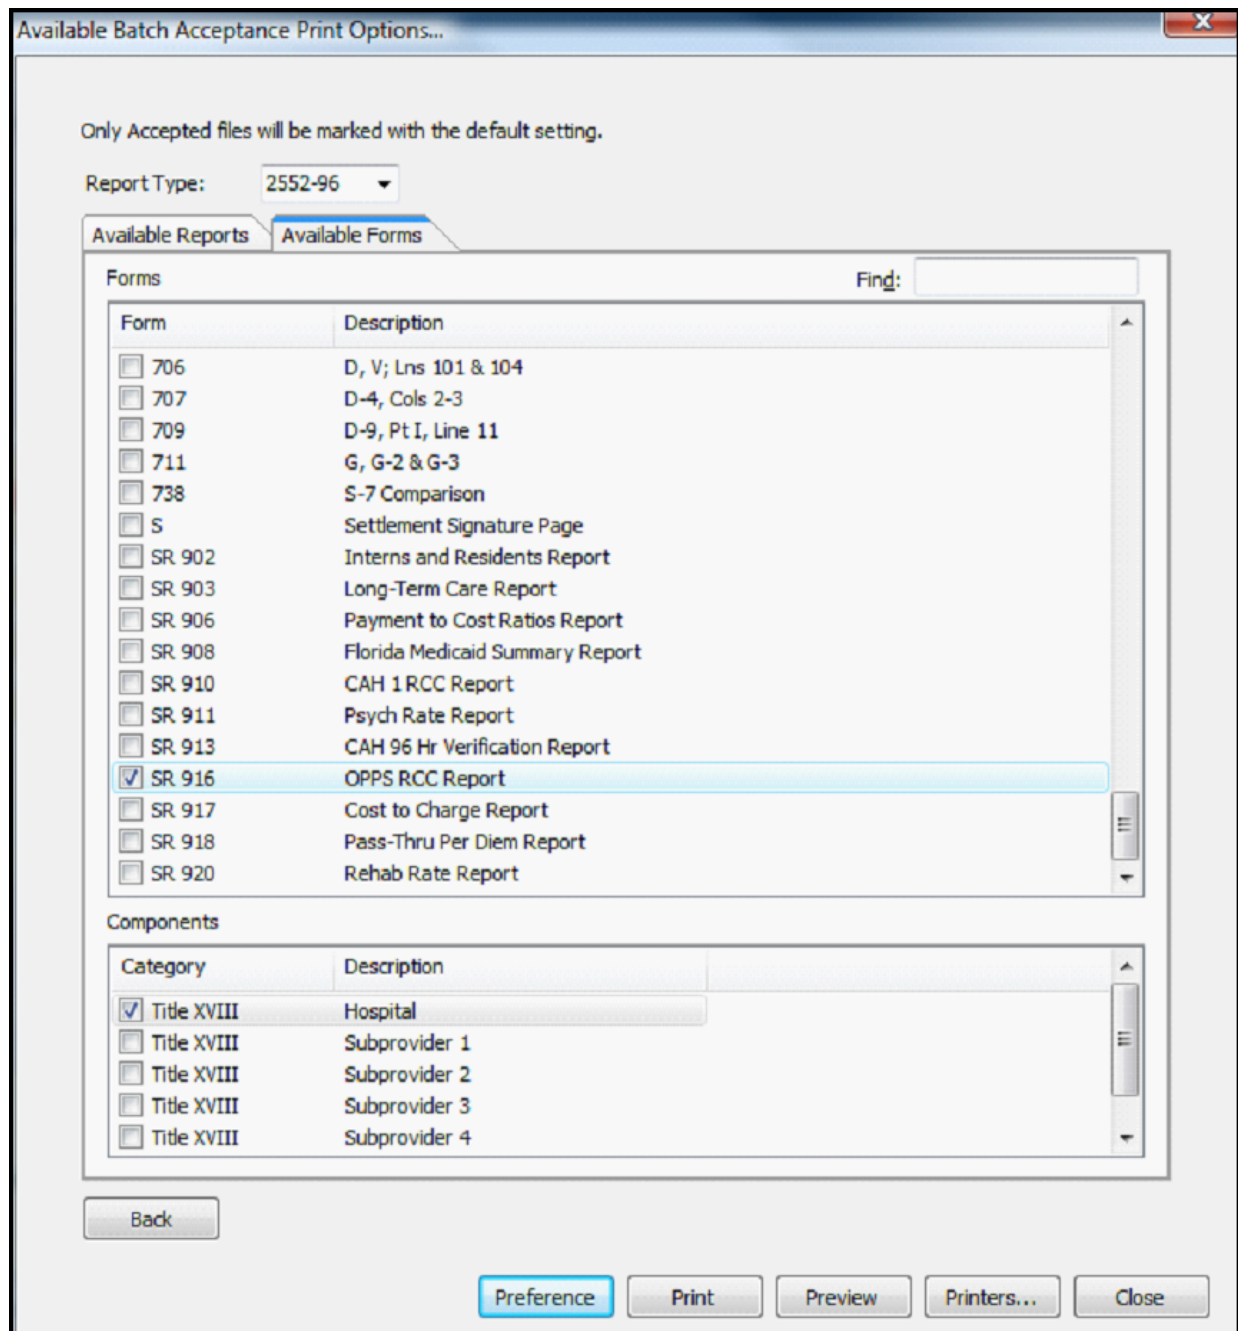 Available Batch Acceptance Print Options...
Only Accepted files will be marked with the default setting.
Report Type: 2552-96
Available Reports Available Forms
Forms Find:
Form Description
706 D, V; Lns 101 & 104
707 D-4, Cols 2-3
709 D-9, Pt I, Line 11
711 G, G-2 & G-3
738 S-7 Comparison
S Settlement Signature Page
SR 902 Interns and Residents Report
SR 903 Long-Term Care Report
SR 906 Payment to Cost Ratios Report
SR 908 Florida Medicaid Summary Report
SR 910 CAH 1 RCC Report
SR 911 Psych Rate Report
SR 913 CAH 96 Hr Verification Report
SR 916 OPPS RCC Report
SR 917 Cost to Charge Report
SR 918 Pass-Thru Per Diem Report
SR 920 Rehab Rate Report
Components
Category Description
Title XVIII Hospital
Title XVIII Subprovider 1
Title XVIII Subprovider 2
Title XVIII Subprovider 3
Title XVIII Subprovider 4
Back
Preference Print Preview Printers... Close